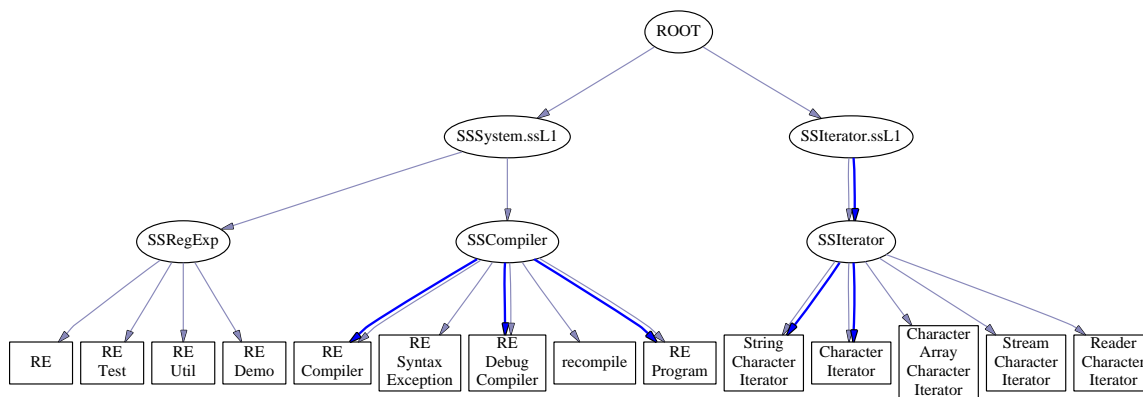 ROOT
SSSystem.ssL1
SSIterator.ssL1
SSRegExp
SSCompiler
SSIterator
RE
RE
Test
RE
Util
RE
Demo
RE
Compiler
RE
Syntax
Exception
RE
Debug
Compiler
recompile
RE
Program
String
Character
Iterator
Character
Iterator
Character
Array
Character
Iterator
Stream
Character
Iterator
Reader
Character
Iterator